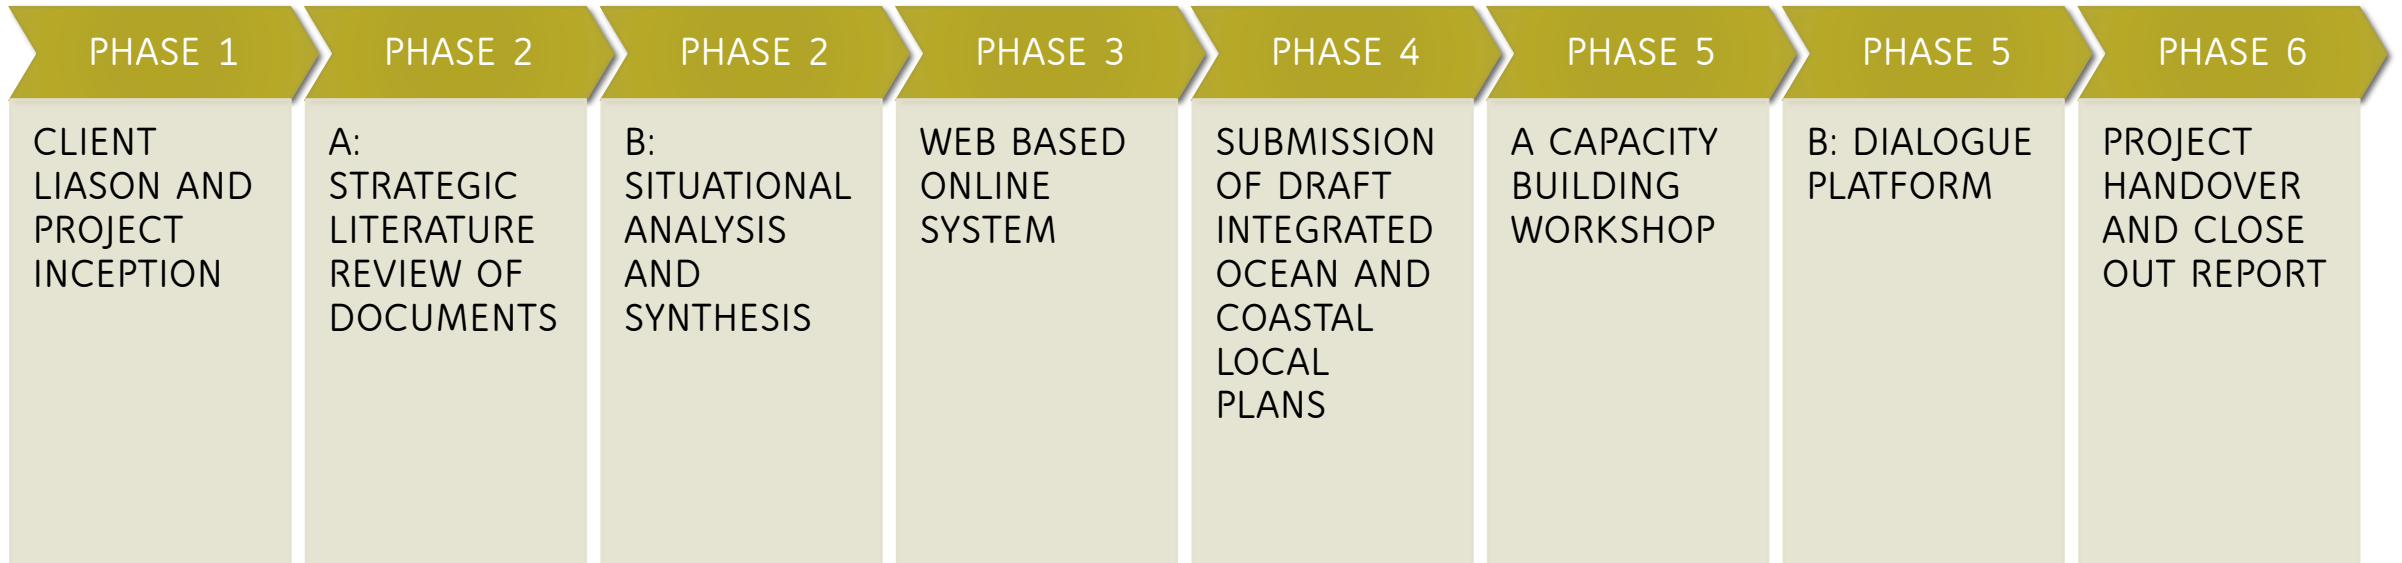 PHASE 1
CLIENT
LIASON AND
PROJECT
INCEPTION
PHASE 2
A:
STRATEGIC
LITERATURE
REVIEW OF
DOCUMENTS
PHASE 2
B:
SITUATIONAL
ANALYSIS
AND
SYNTHESIS
PHASE 3
WEB BASED
ONLINE
SYSTEM
PHASE 4
SUBMISSION
OF DRAFT
INTEGRATED
OCEAN AND
COASTAL
LOCAL
PLANS
PHASE 5
A CAPACITY
BUILDING
WORKSHOP
PHASE 5
B: DIALOGUE
PLATFORM
PHASE 6
PROJECT
HANDOVER
AND CLOSE
OUT REPORT